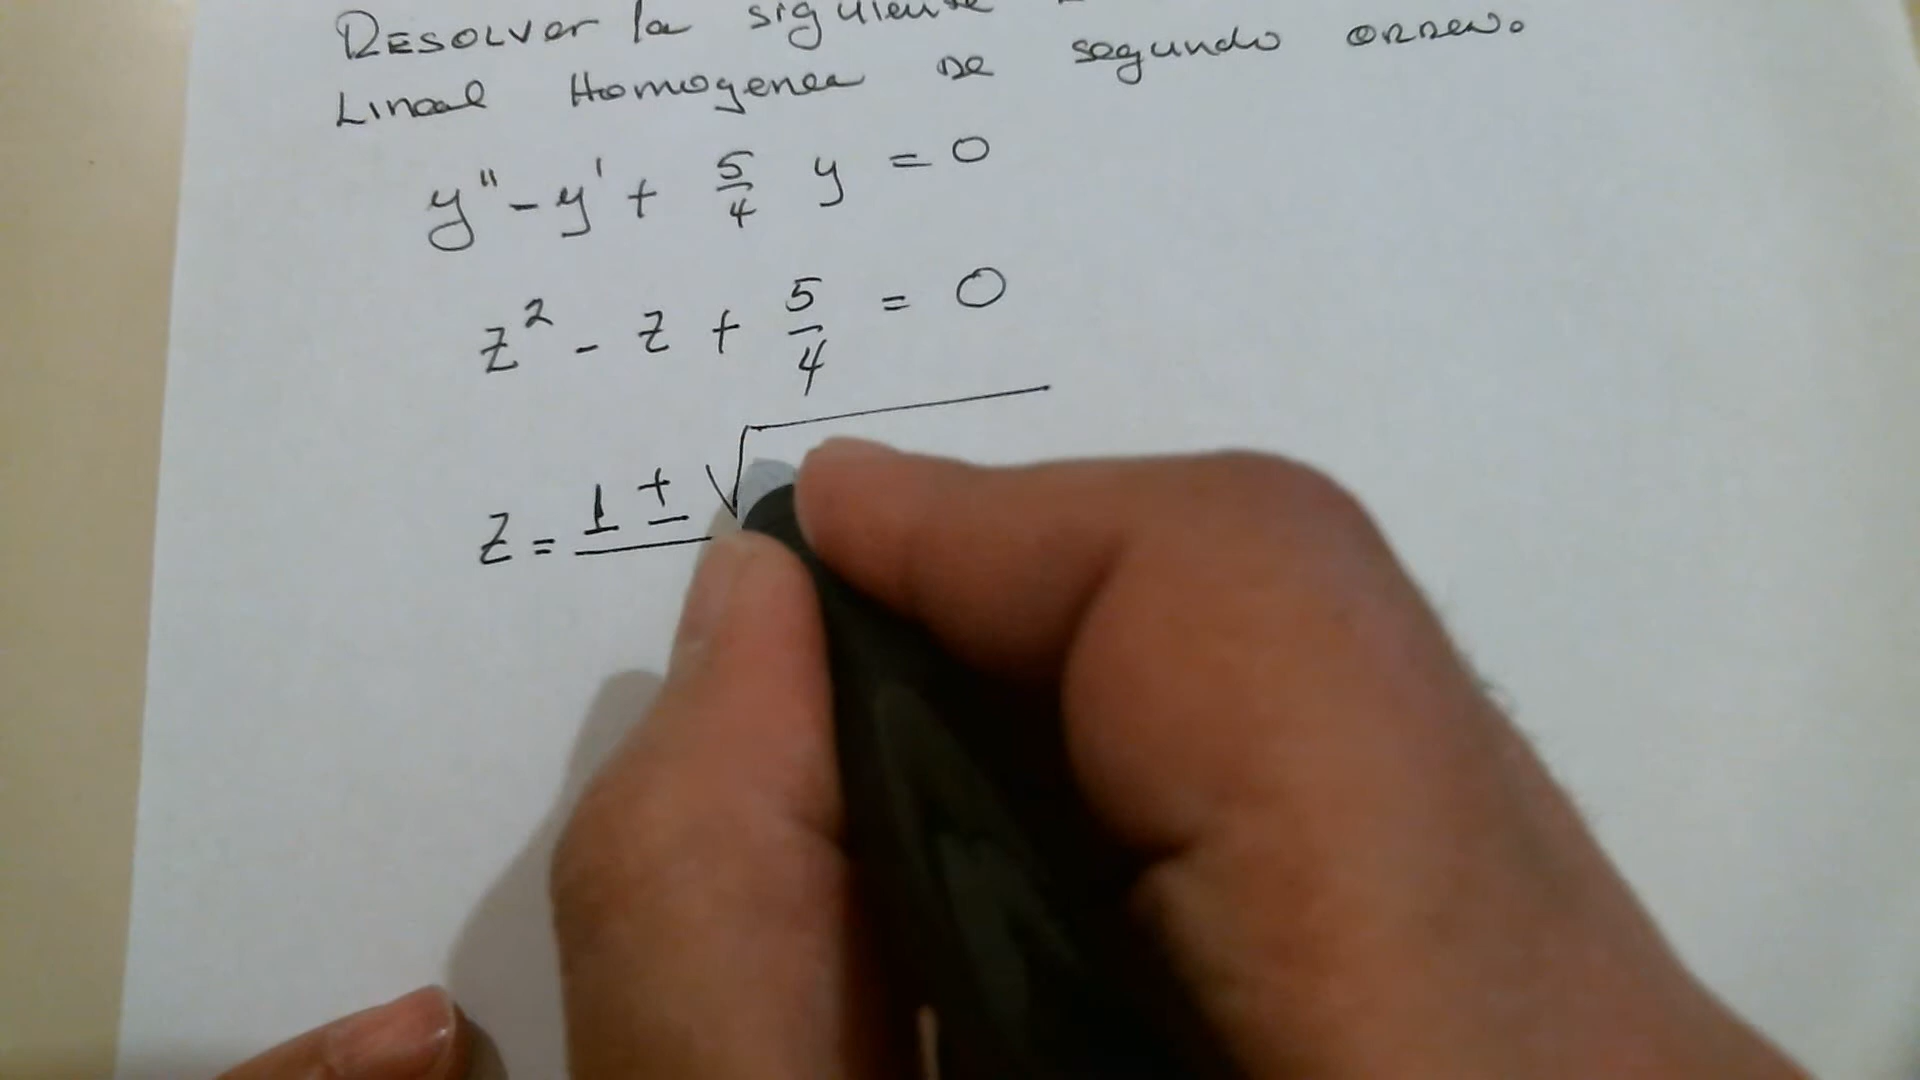 Resolver la siguiente
Lineal Homogenea de segundo orden.
y'' - y' + 5/4 y = 0
z² - z + 5/4 = 0
z = 1 ± √